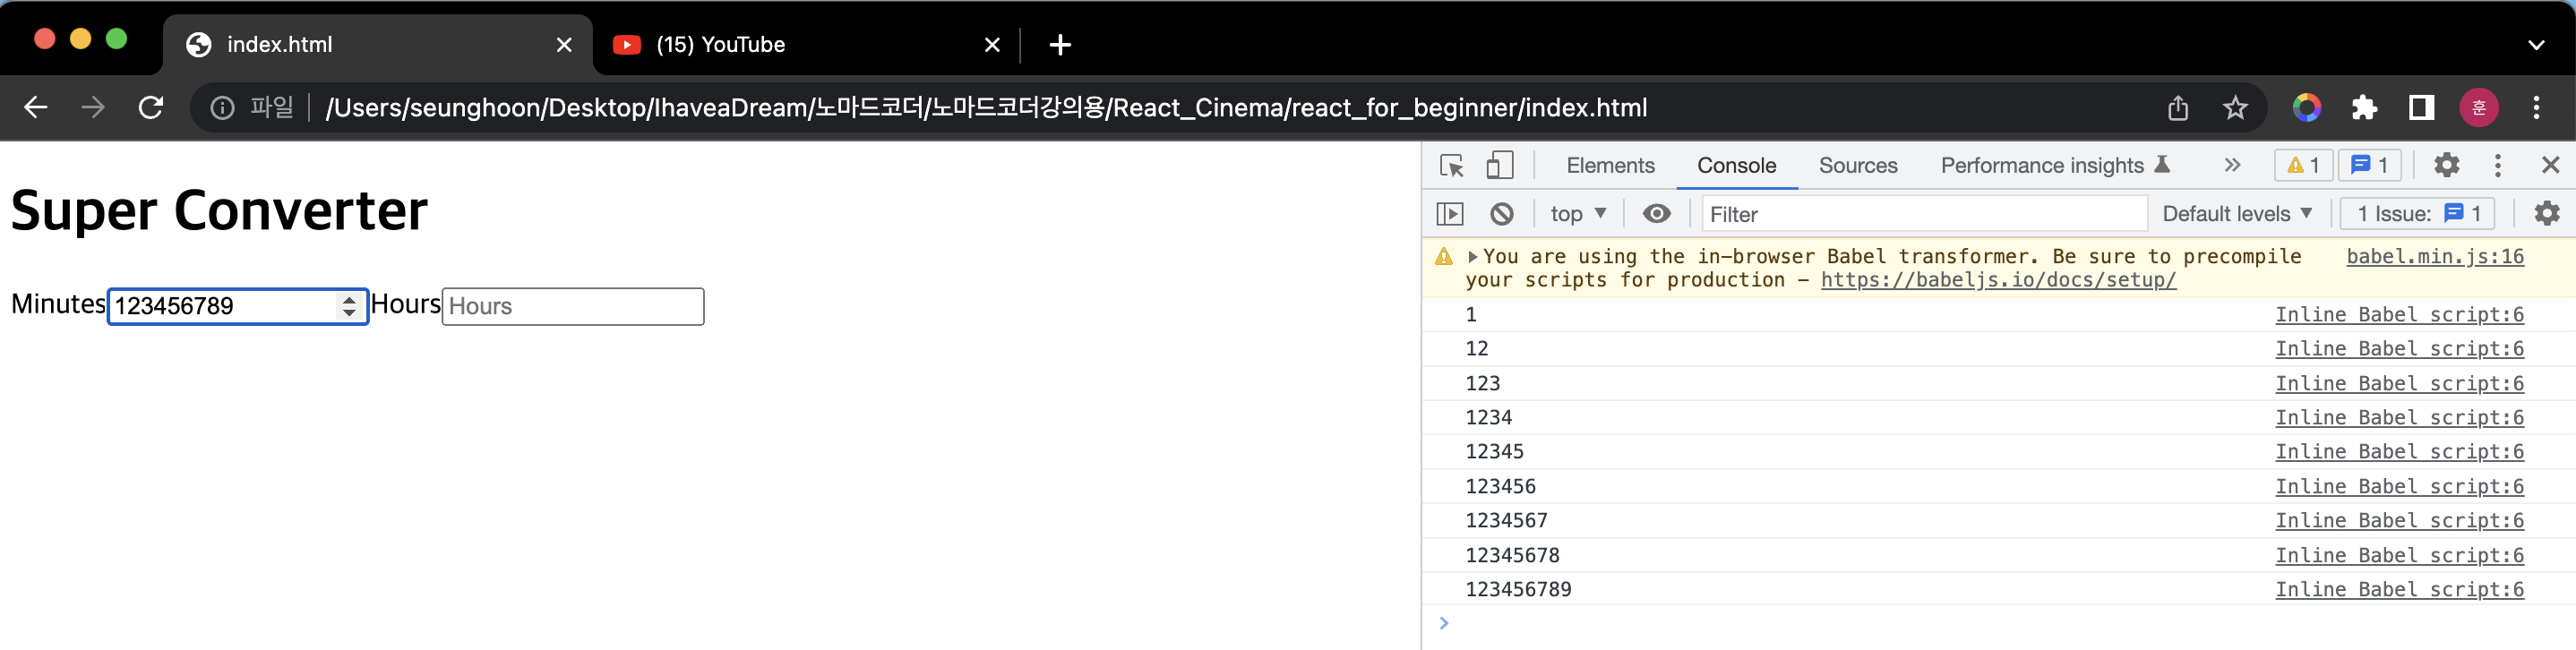 index.html
(15) YouTube
파일 /Users/seunghoon/Desktop/IhaveaDream/노마드코더/노마드코더강의용/React_Cinema/react_for_beginner/index.html
훈
Super Converter
Minutes 123456789 Hours Hours
Elements Console Sources Performance insights 1 1
top Filter Default levels 1 Issue: 1
You are using the in-browser Babel transformer. Be sure to precompile babel.min.js:16
your scripts for production – https://babeljs.io/docs/setup/
1 Inline Babel script:6
12 Inline Babel script:6
123 Inline Babel script:6
1234 Inline Babel script:6
12345 Inline Babel script:6
123456 Inline Babel script:6
1234567 Inline Babel script:6
12345678 Inline Babel script:6
123456789 Inline Babel script:6